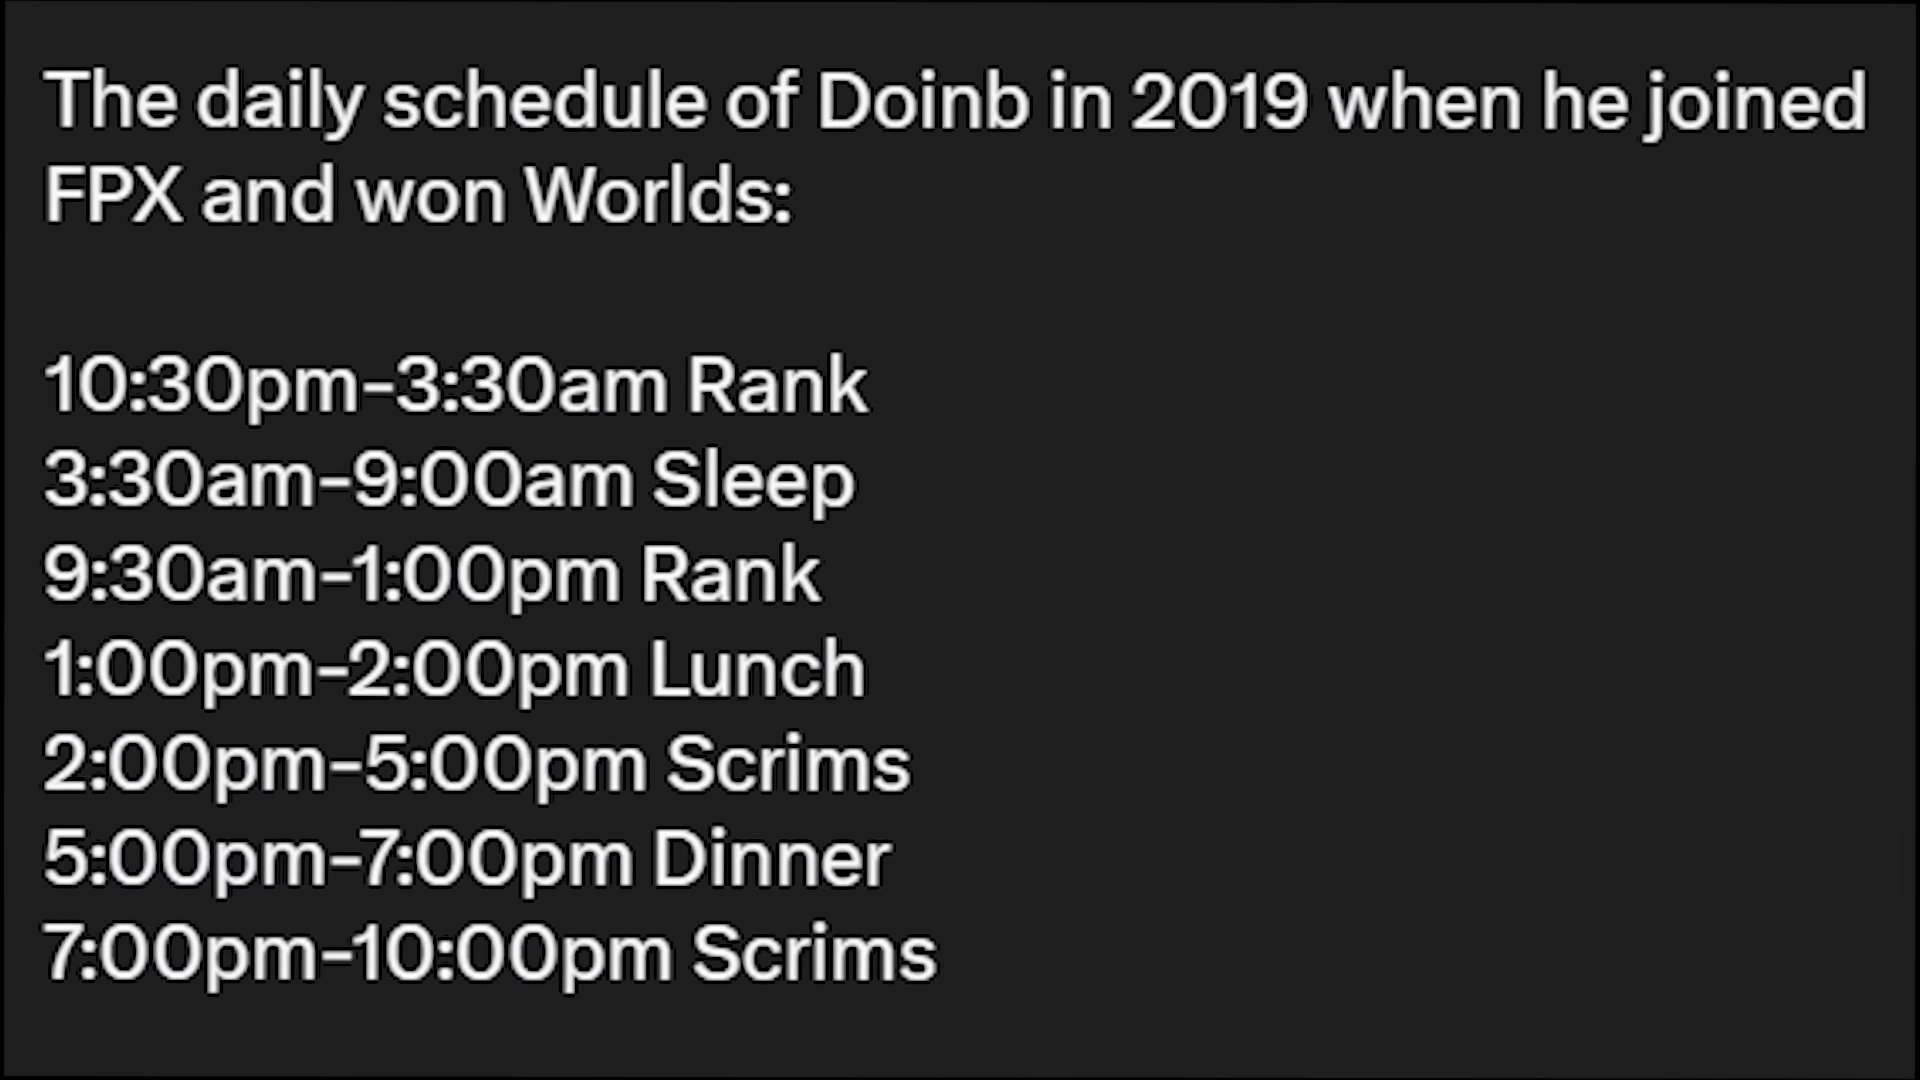 The daily schedule of Doinb in 2019 when he joined
FPX and won Worlds:
10:30pm-3:30am Rank
3:30am-9:00am Sleep
9:30am-1:00pm Rank
1:00pm-2:00pm Lunch
2:00pm-5:00pm Scrims
5:00pm-7:00pm Dinner
7:00pm-10:00pm Scrims